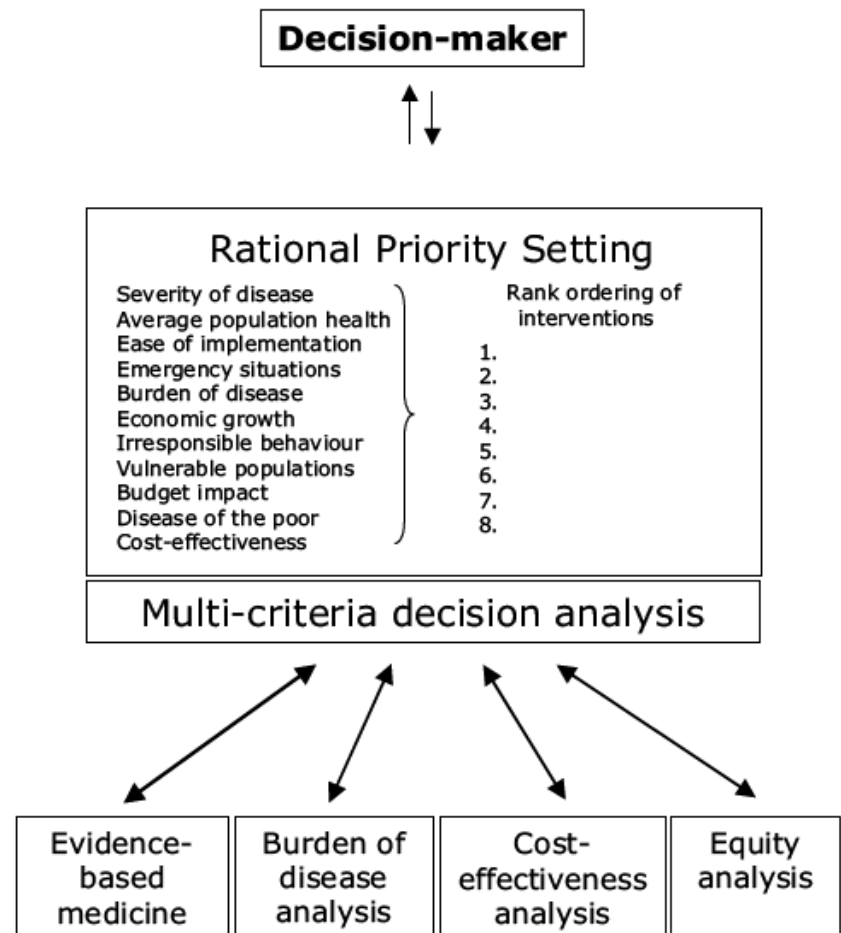 Decision-maker
Rational Priority Setting
Severity of disease
Average population health
Ease of implementation
Emergency situations
Burden of disease
Economic growth
Irresponsible behaviour
Vulnerable populations
Budget impact
Disease of the poor
Cost-effectiveness
Rank ordering of
interventions
1.
2.
3.
4.
5.
6.
7.
8.
Multi-criteria decision analysis
Evidence-
based
medicine
Burden of
disease
analysis
Cost-
effectiveness
analysis
Equity
analysis